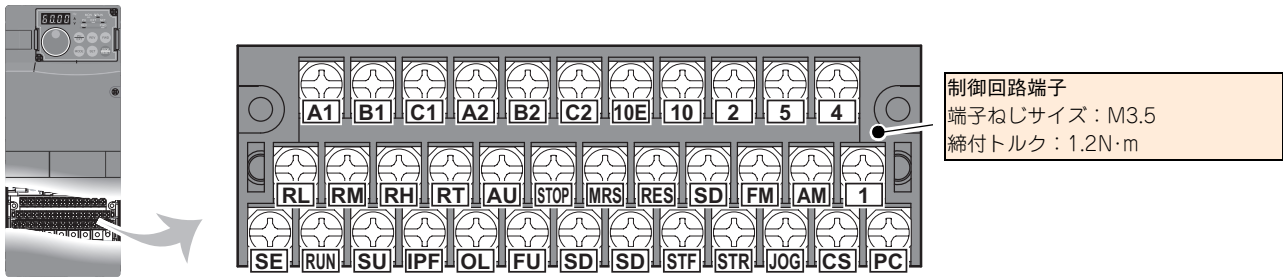 60.00
A1 B1 C1 A2 B2 C2 10E 10 2 5 4
制御回路端子
端子ねじサイズ：M3.5
締付トルク：1.2N·m
RL RM RH RT AU STOP MRS RES SD FM AM 1
SE RUN SU IPF OL FU SD SD STF STR JOG CS PC